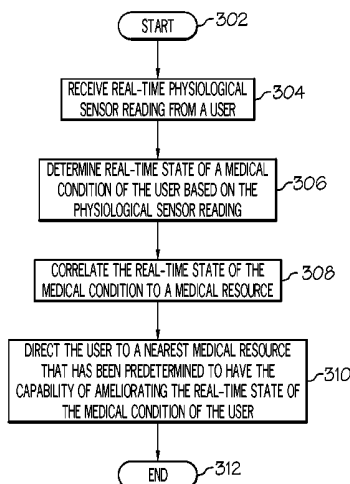 START
302
RECEIVE REAL-TIME PHYSIOLOGICAL
SENSOR READING FROM A USER
304
DETERMINE REAL-TIME STATE OF A MEDICAL
CONDITION OF THE USER BASED ON THE
PHYSIOLOGICAL SENSOR READING
306
CORRELATE THE REAL-TIME STATE OF THE
MEDICAL CONDITION TO A MEDICAL RESOURCE
308
DIRECT THE USER TO A NEAREST MEDICAL RESOURCE
THAT HAS BEEN PREDETERMINED TO HAVE THE
CAPABILITY OF AMELIORATING THE REAL-TIME STATE OF
THE MEDICAL CONDITION OF THE USER
310
END
312